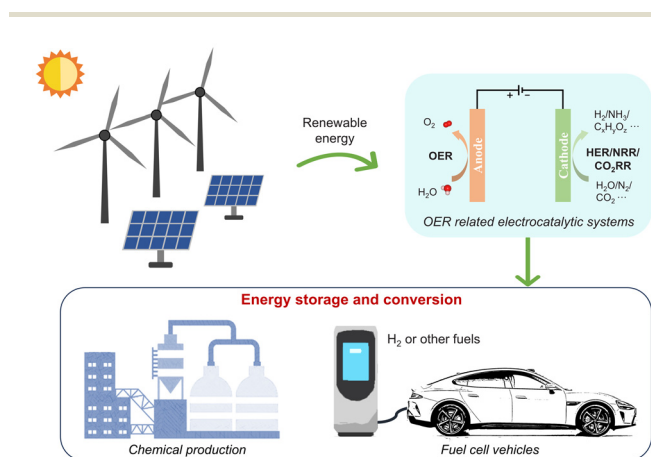 Renewable
energy
+ −
O₂
OER
H₂O
Anode
Cathode
H₂/NH₃/
CₓHᵧO_z ···
HER/NRR/
CO₂RR
H₂O/N₂/
CO₂ ···
OER related electrocatalytic systems
Energy storage and conversion
H₂ or other fuels
Chemical production
Fuel cell vehicles